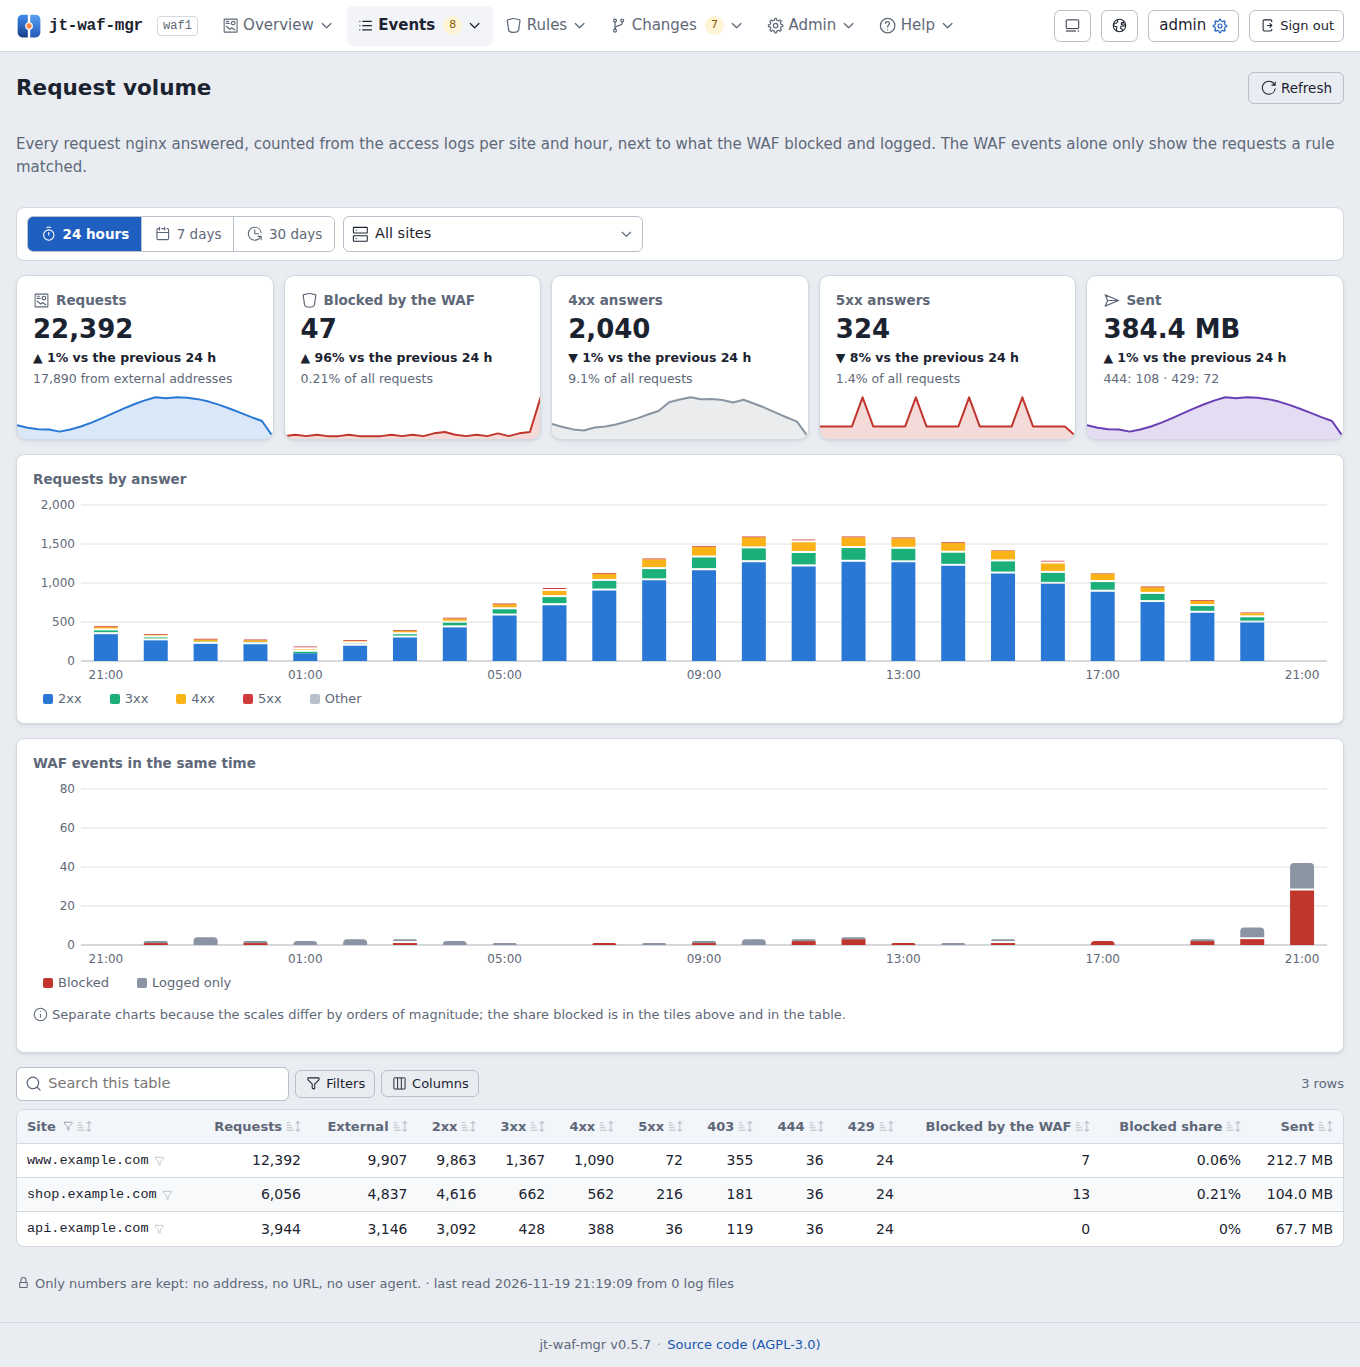 jt-waf-mgr waf1 Overview Events 8 Rules Changes 7 Admin Help admin Sign out
Request volume Refresh
Every request nginx answered, counted from the access logs per site and hour, next to what the WAF blocked and logged. The WAF events alone only show the requests a rule
matched.
24 hours 7 days 30 days All sites
Requests
22,392
▲ 1% vs the previous 24 h
17,890 from external addresses
Blocked by the WAF
47
▲ 96% vs the previous 24 h
0.21% of all requests
4xx answers
2,040
▼ 1% vs the previous 24 h
9.1% of all requests
5xx answers
324
▼ 8% vs the previous 24 h
1.4% of all requests
Sent
384.4 MB
▲ 1% vs the previous 24 h
444: 108 · 429: 72
Requests by answer
2,000
1,500
1,000
500
0
21:00 01:00 05:00 09:00 13:00 17:00 21:00
2xx 3xx 4xx 5xx Other
WAF events in the same time
80
60
40
20
0
21:00 01:00 05:00 09:00 13:00 17:00 21:00
Blocked Logged only
Separate charts because the scales differ by orders of magnitude; the share blocked is in the tiles above and in the table.
Search this table Filters Columns 3 rows
Site Requests External 2xx 3xx 4xx 5xx 403 444 429 Blocked by the WAF Blocked share Sent
www.example.com 12,392 9,907 9,863 1,367 1,090 72 355 36 24 7 0.06% 212.7 MB
shop.example.com 6,056 4,837 4,616 662 562 216 181 36 24 13 0.21% 104.0 MB
api.example.com 3,944 3,146 3,092 428 388 36 119 36 24 0 0% 67.7 MB
Only numbers are kept: no address, no URL, no user agent. · last read 2026-11-19 21:19:09 from 0 log files
jt-waf-mgr v0.5.7 · Source code (AGPL-3.0)